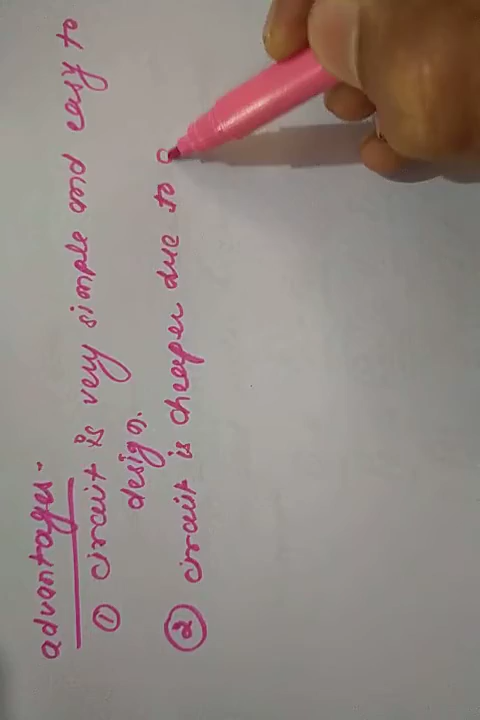 advantages.
① circuit is very simple and easy to
design.
② circuit is cheaper due to